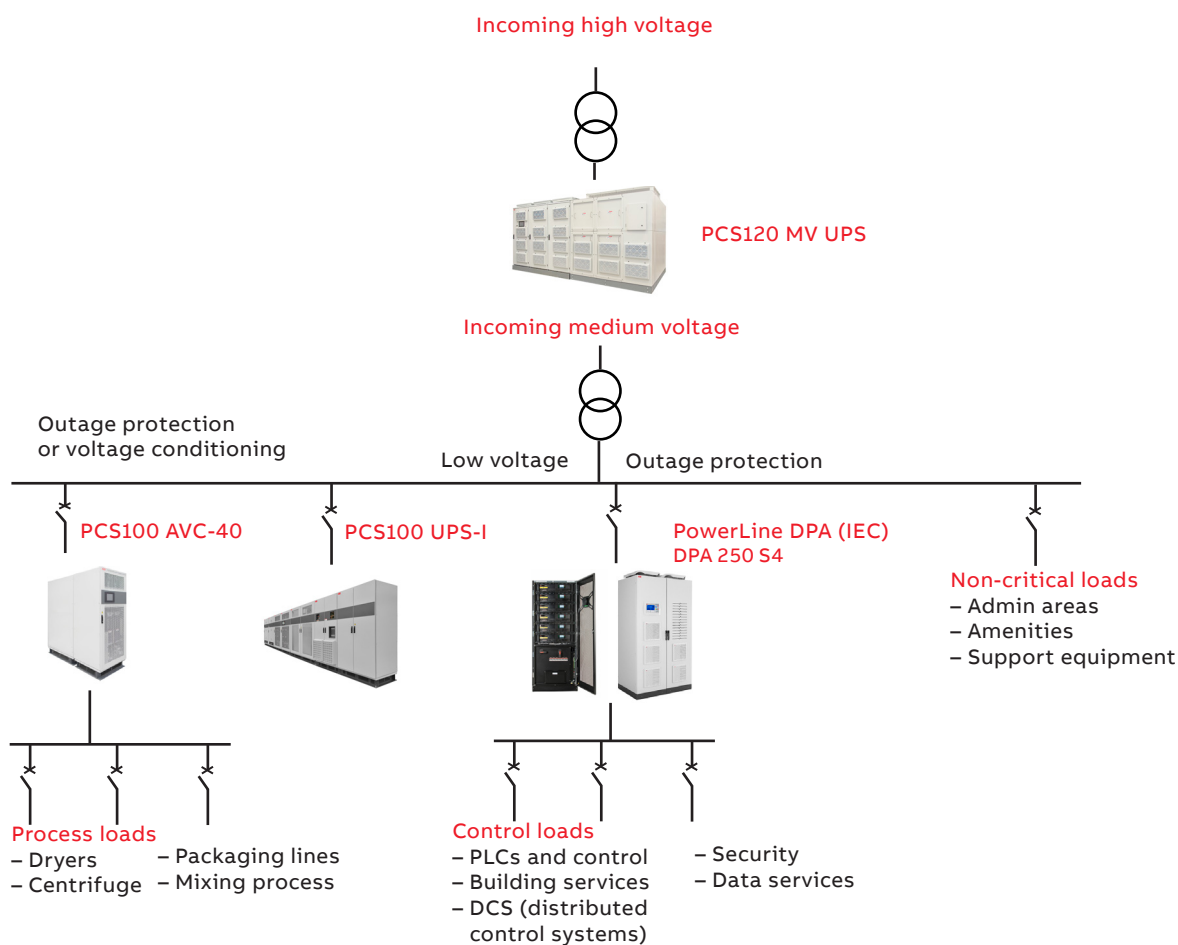 Incoming high voltage
PCS120 MV UPS
Incoming medium voltage
Outage protection
or voltage conditioning
Low voltage
Outage protection
PCS100 AVC-40
PCS100 UPS-I
PowerLine DPA (IEC)
DPA 250 S4
Non-critical loads
– Admin areas
– Amenities
– Support equipment
Process loads
– Dryers
– Centrifuge
– Packaging lines
– Mixing process
Control loads
– PLCs and control
– Building services
– DCS (distributed
control systems)
– Security
– Data services